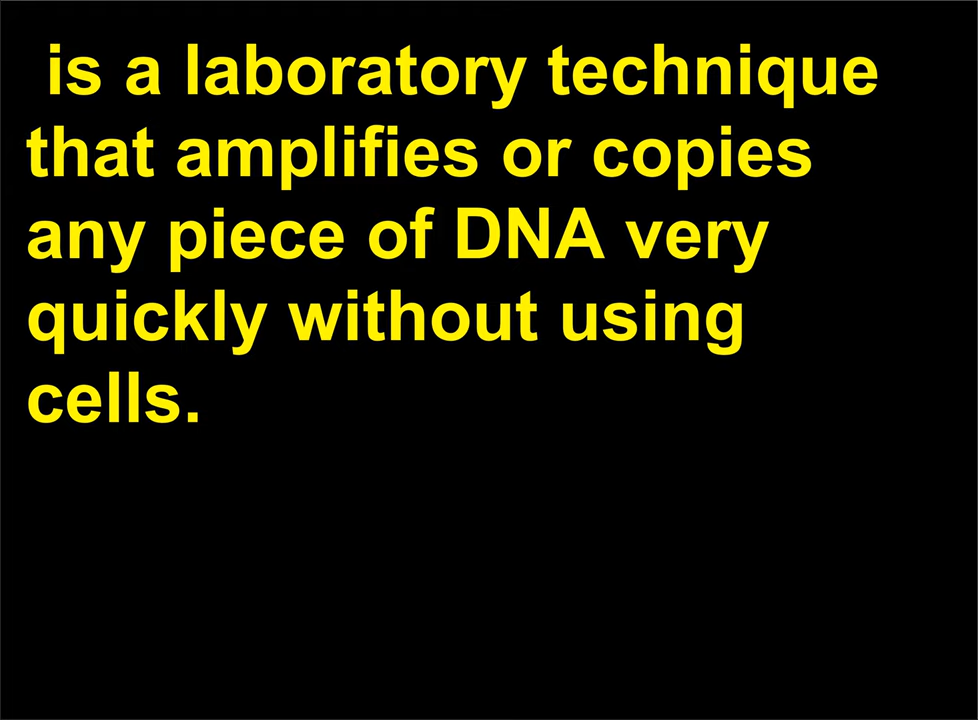 is a laboratory technique
that amplifies or copies
any piece of DNA very
quickly without using
cells.